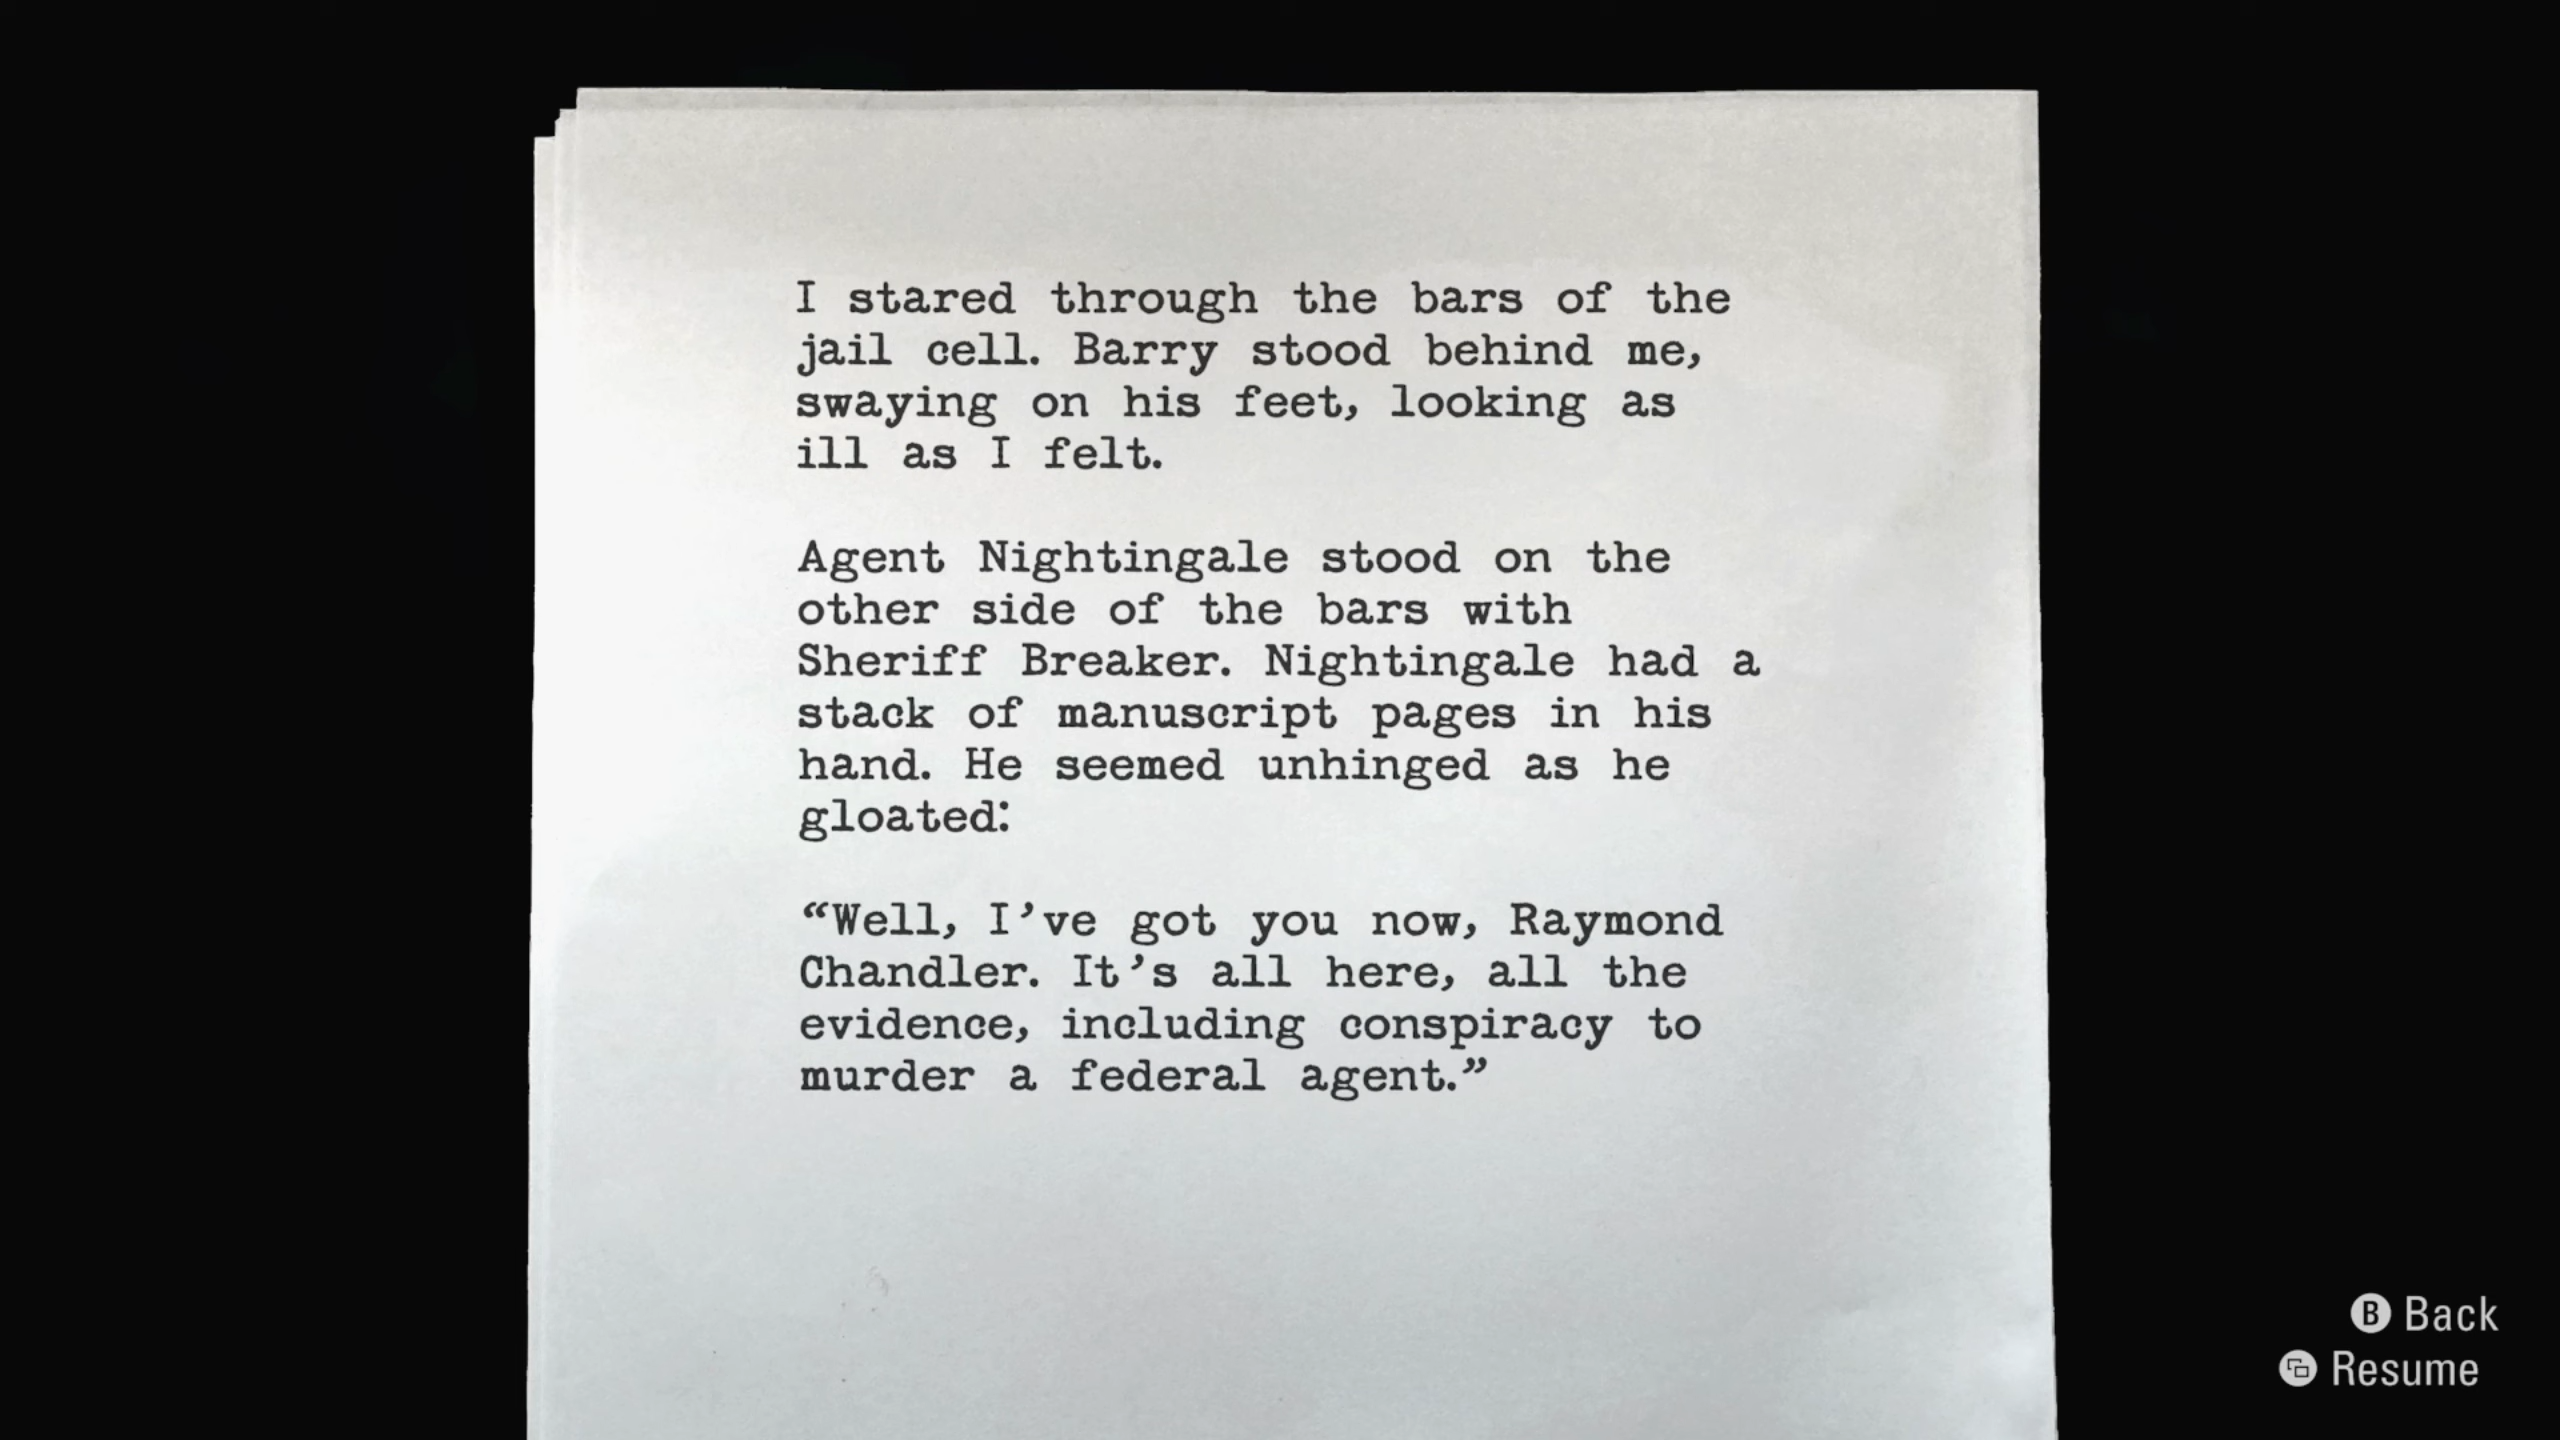 I stared through the bars of the
jail cell. Barry stood behind me,
swaying on his feet, looking as
ill as I felt.
Agent Nightingale stood on the
other side of the bars with
Sheriff Breaker. Nightingale had a
stack of manuscript pages in his
hand. He seemed unhinged as he
gloated:
“Well, I’ve got you now, Raymond
Chandler. It’s all here, all the
evidence, including conspiracy to
murder a federal agent.”
B Back
Resume